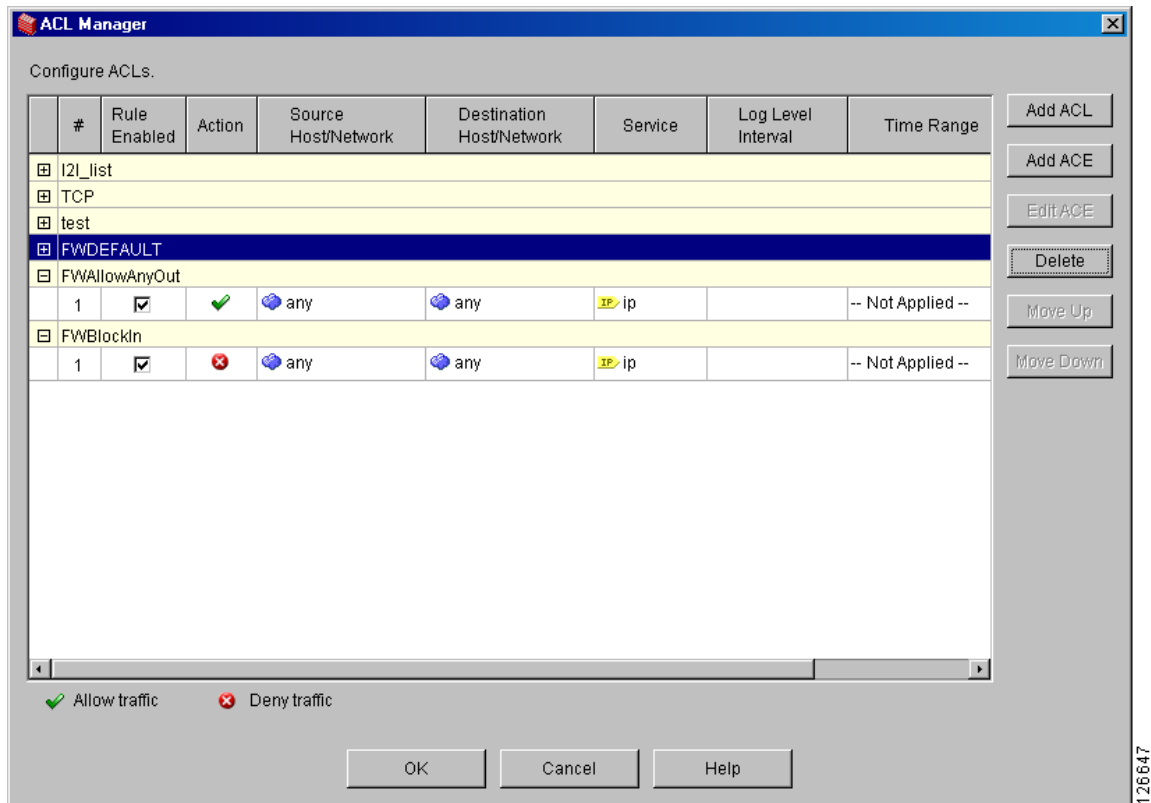 ACL Manager
Configure ACLs.
# Rule Enabled Action Source Host/Network Destination Host/Network Service Log Level Interval Time Range
l2l_list
TCP
test
FWDEFAULT
FWAllowAnyOut
1 any any IP ip -- Not Applied --
FWBlockIn
1 any any IP ip -- Not Applied --
Allow traffic Deny traffic
Add ACL
Add ACE
Edit ACE
Delete
Move Up
Move Down
OK Cancel Help
126647